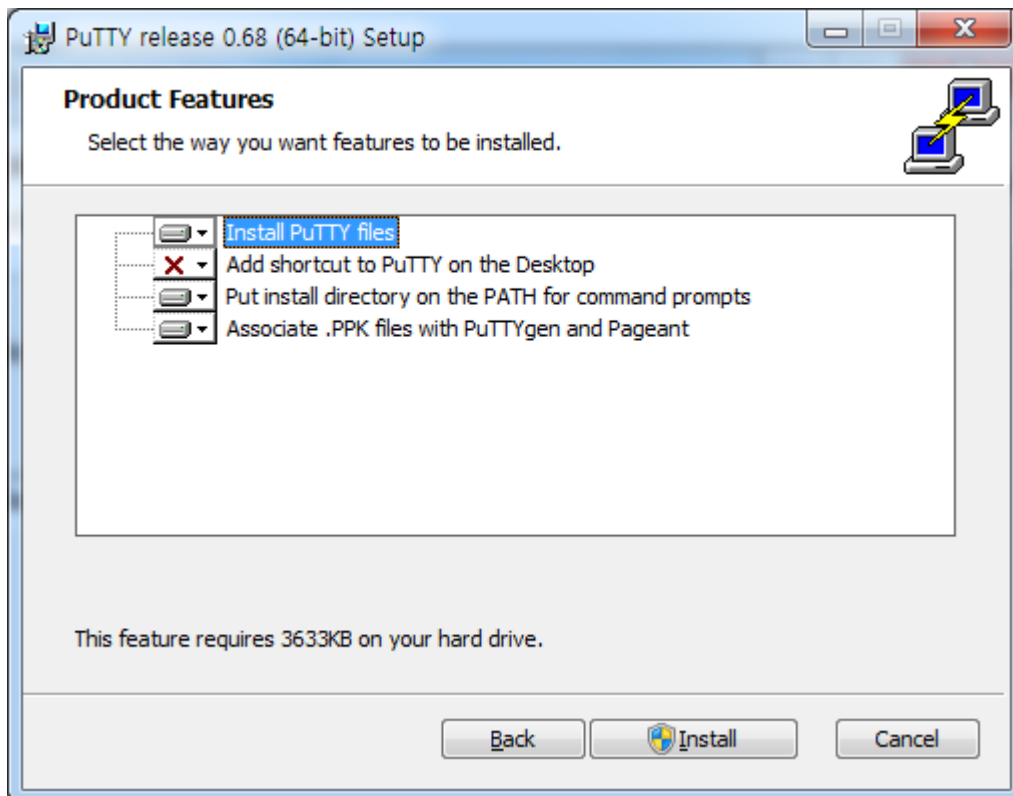 PuTTY release 0.68 (64-bit) Setup
Product Features
Select the way you want features to be installed.
Install PuTTY files
Add shortcut to PuTTY on the Desktop
Put install directory on the PATH for command prompts
Associate .PPK files with PuTTYgen and Pageant
This feature requires 3633KB on your hard drive.
Back Install Cancel